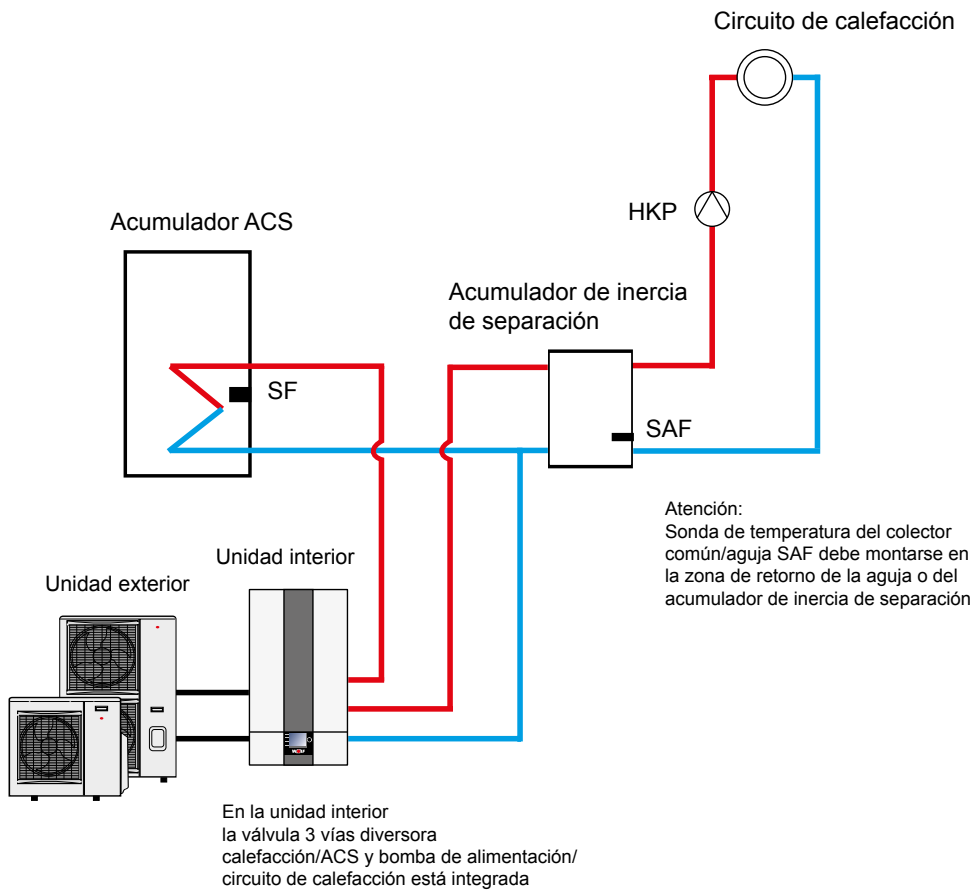 Circuito de calefacción
HKP
Acumulador ACS
Acumulador de inercia
de separación
SF
SAF
Atención:
Sonda de temperatura del colector
común/aguja SAF debe montarse en
la zona de retorno de la aguja o del
acumulador de inercia de separación
Unidad interior
Unidad exterior
WOLF
En la unidad interior
la válvula 3 vías diversora
calefacción/ACS y bomba de alimentación/
circuito de calefacción está integrada